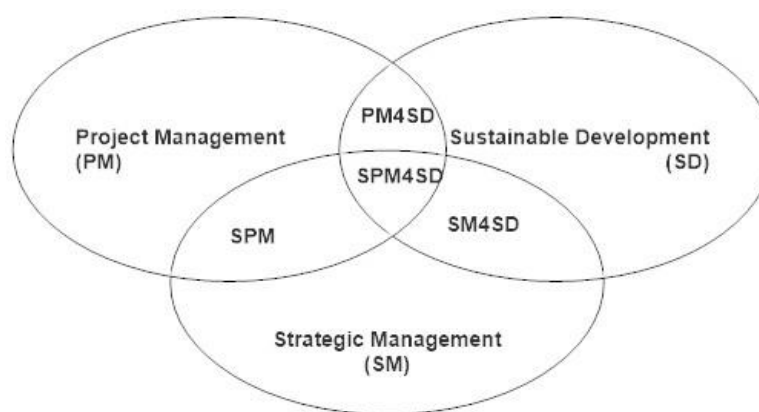 PM4SD
Project Management
(PM)
Sustainable Development
(SD)
SPM4SD
SPM
SM4SD
Strategic Management
(SM)